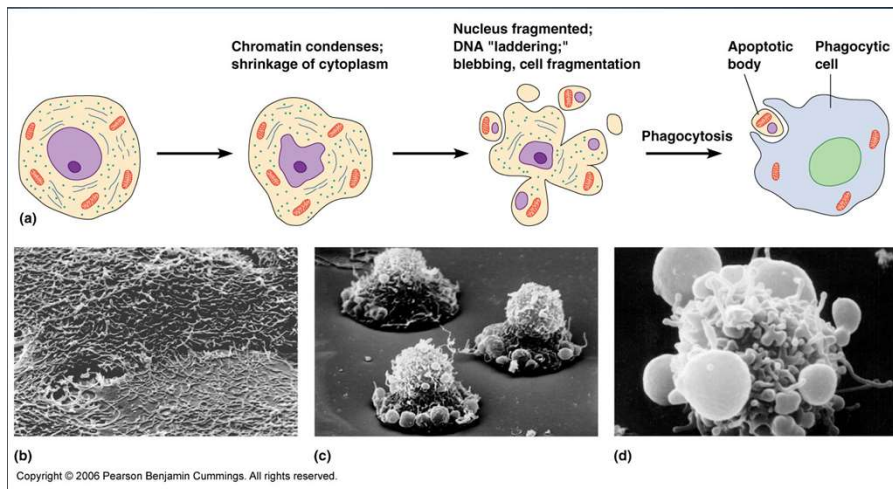 Chromatin condenses;
shrinkage of cytoplasm
Nucleus fragmented;
DNA "laddering;"
blebbing, cell fragmentation
Phagocytosis
Apoptotic
body
Phagocytic
cell
(a)
(b)
(c)
(d)
Copyright © 2006 Pearson Benjamin Cummings. All rights reserved.